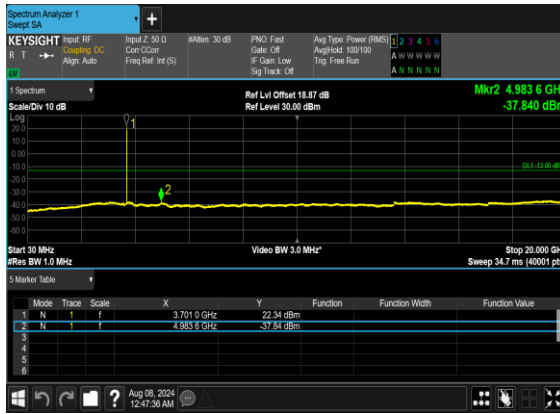 Spectrum Analyzer 1
Swept SA
+
KEYSIGHT
R T
Input: RF
Coupling: DC
Align: Auto
Input Z: 50 Ω
Corr CCorr
Freq Ref: Int (S)
#Atten: 30 dB
PNO: Fast
Gate: Off
IF Gain: Low
Sig Track: Off
Avg Type: Power (RMS)
Avg|Hold: 100/100
Trig: Free Run
1 2 3 4 5 6
A W W W W W
A N N N N N
1 Spectrum
Scale/Div 10 dB
Ref Lvl Offset 18.87 dB
Ref Level 30.00 dBm
Mkr2 4.983 6 GH
-37.840 dB
Log
20.0
10.0
0.00
-10.0
-20.0
-30.0
-40.0
-50.0
-60.0
1
2
DL1 -13.00 dB
Start 30 MHz
#Res BW 1.0 MHz
Video BW 3.0 MHz*
Stop 20.000 GH
Sweep 34.7 ms (40001 pts
5 Marker Table
Mode Trace Scale X Y Function Function Width Function Value
1 N 1 f 3.701 0 GHz 22.34 dBm
2 N 1 f 4.983 6 GHz -37.84 dBm
3
4
5
6
?
Aug 08, 2024
12:47:36 AM